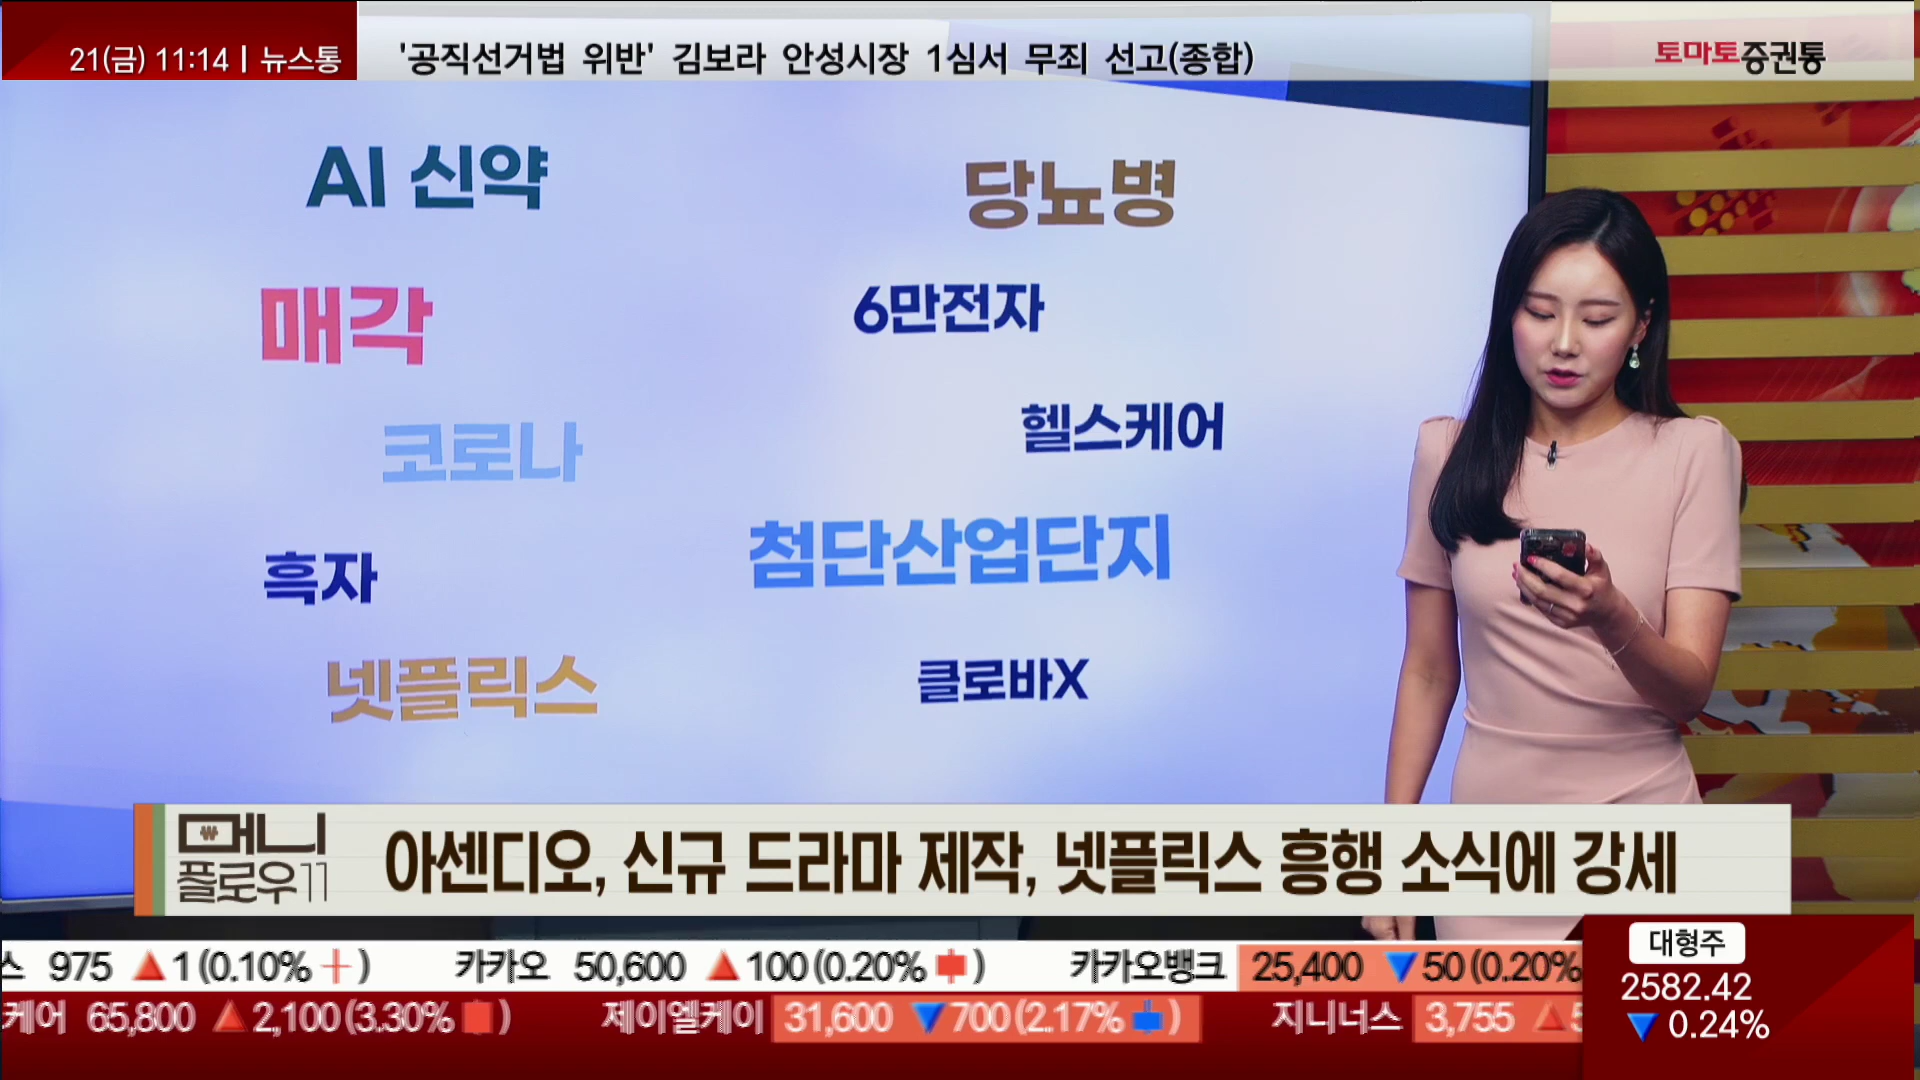 21(금) 11:14 | 뉴스통 '공직선거법 위반' 김보라 안성시장 1심서 무죄 선고(종합) 토마토증권통
AI 신약
당뇨병
매각
6만전자
코로나
헬스케어
흑자
첨단산업단지
넷플릭스
클로바X
머니플로우11
아센디오, 신규 드라마 제작, 넷플릭스 흥행 소식에 강세
스 975 ▲1(0.10% ) 카카오 50,600 ▲100(0.20% ) 카카오뱅크 25,400 ▼50(0.20%
케어 65,800 ▲2,100(3.30% ) 제이엘케이 31,600 ▼700(2.17% ) 지니너스 3,755 ▲5
대형주
2582.42
▼ 0.24%